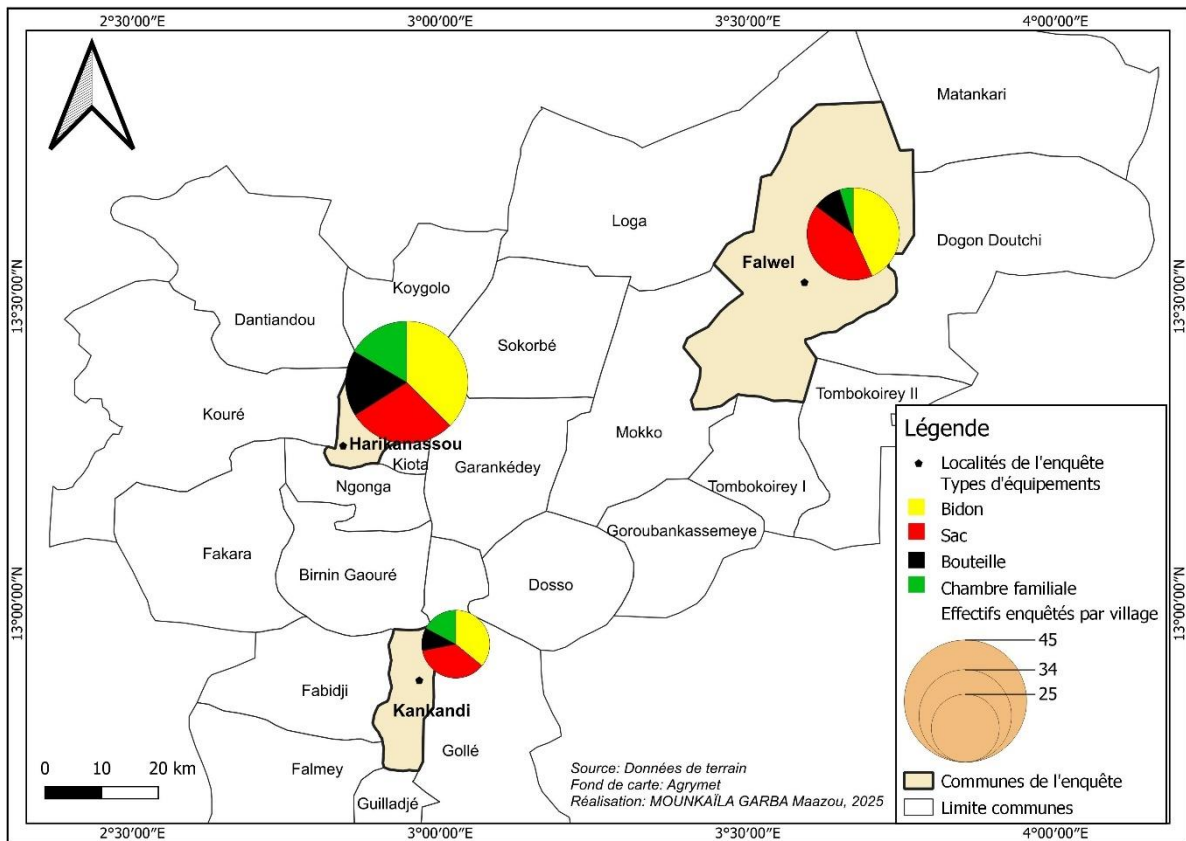 2°30'00"E 3°00'00"E 3°30'00"E 4°00'00"E
Matankari
Loga
Dogon Doutchi
Falwel
Koygolo
13°30'00"N
13°30'00"N
Dantiandou
Sokorbé
Tombokoirey II
Kouré
Mokko
Harikanassou
Kiota
Garankédey
Ngonga
Tombokoirey I
Goroubankassemeye
Fakara
Birnin Gaouré
Dosso
13°00'00"N
13°00'00"N
Fabidji
Kankandi
Gollé
Falmey
Guilladjé
Légende
Localités de l'enquête
Types d'équipements
Bidon
Sac
Bouteille
Chambre familiale
Effectifs enquêtés par village
45
34
25
Communes de l'enquête
Limite communes
0 10 20 km
Source: Données de terrain
Fond de carte: Agrymet
Réalisation: MOUNKAÏLA GARBA Maazou, 2025
2°30'00"E 3°00'00"E 3°30'00"E 4°00'00"E